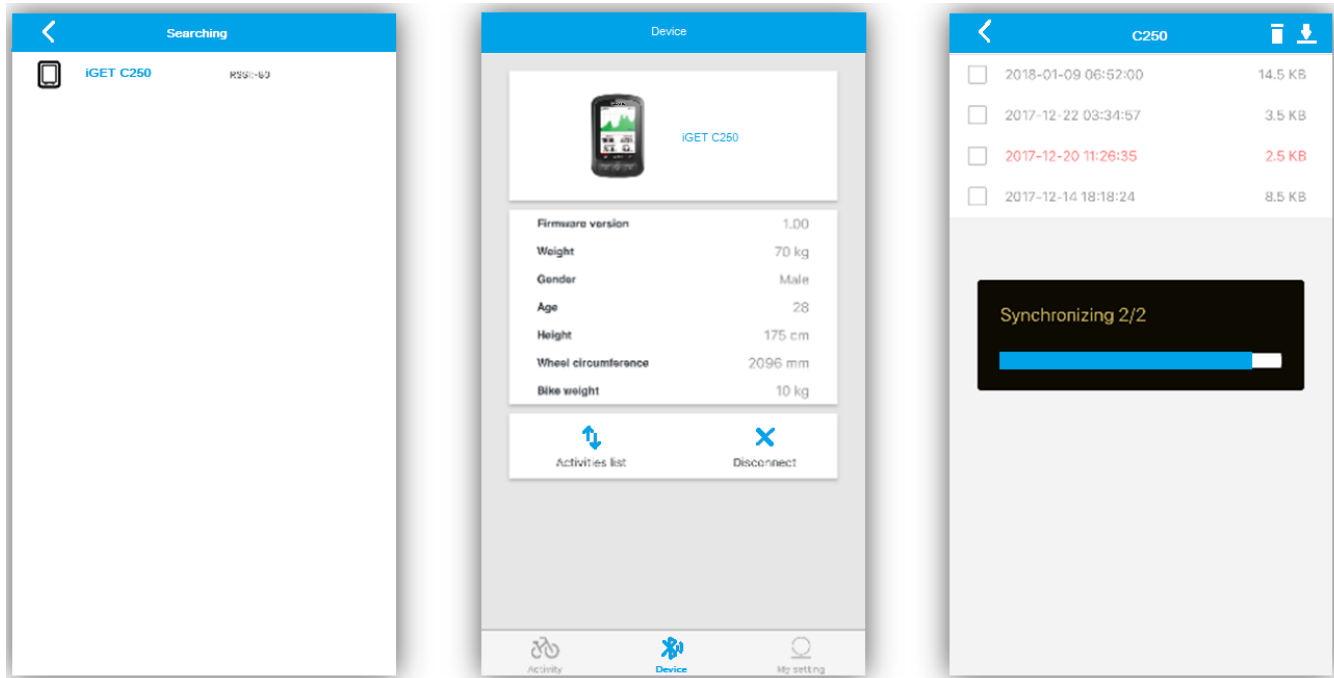 Searching
iGET C250
Device
iGET C250
Firmware version 1.00
Weight 70 kg
Gender Male
Age 28
Height 175 cm
Wheel circumference 2096 mm
Bike weight 10 kg
Activities list Disconnect
Activity Device My setting
C250
2018-01-09 06:52:00 14.5 KB
2017-12-22 03:34:57 3.5 KB
2017-12-20 11:26:35 2.5 KB
2017-12-14 18:18:24 8.5 KB
Synchronizing 2/2